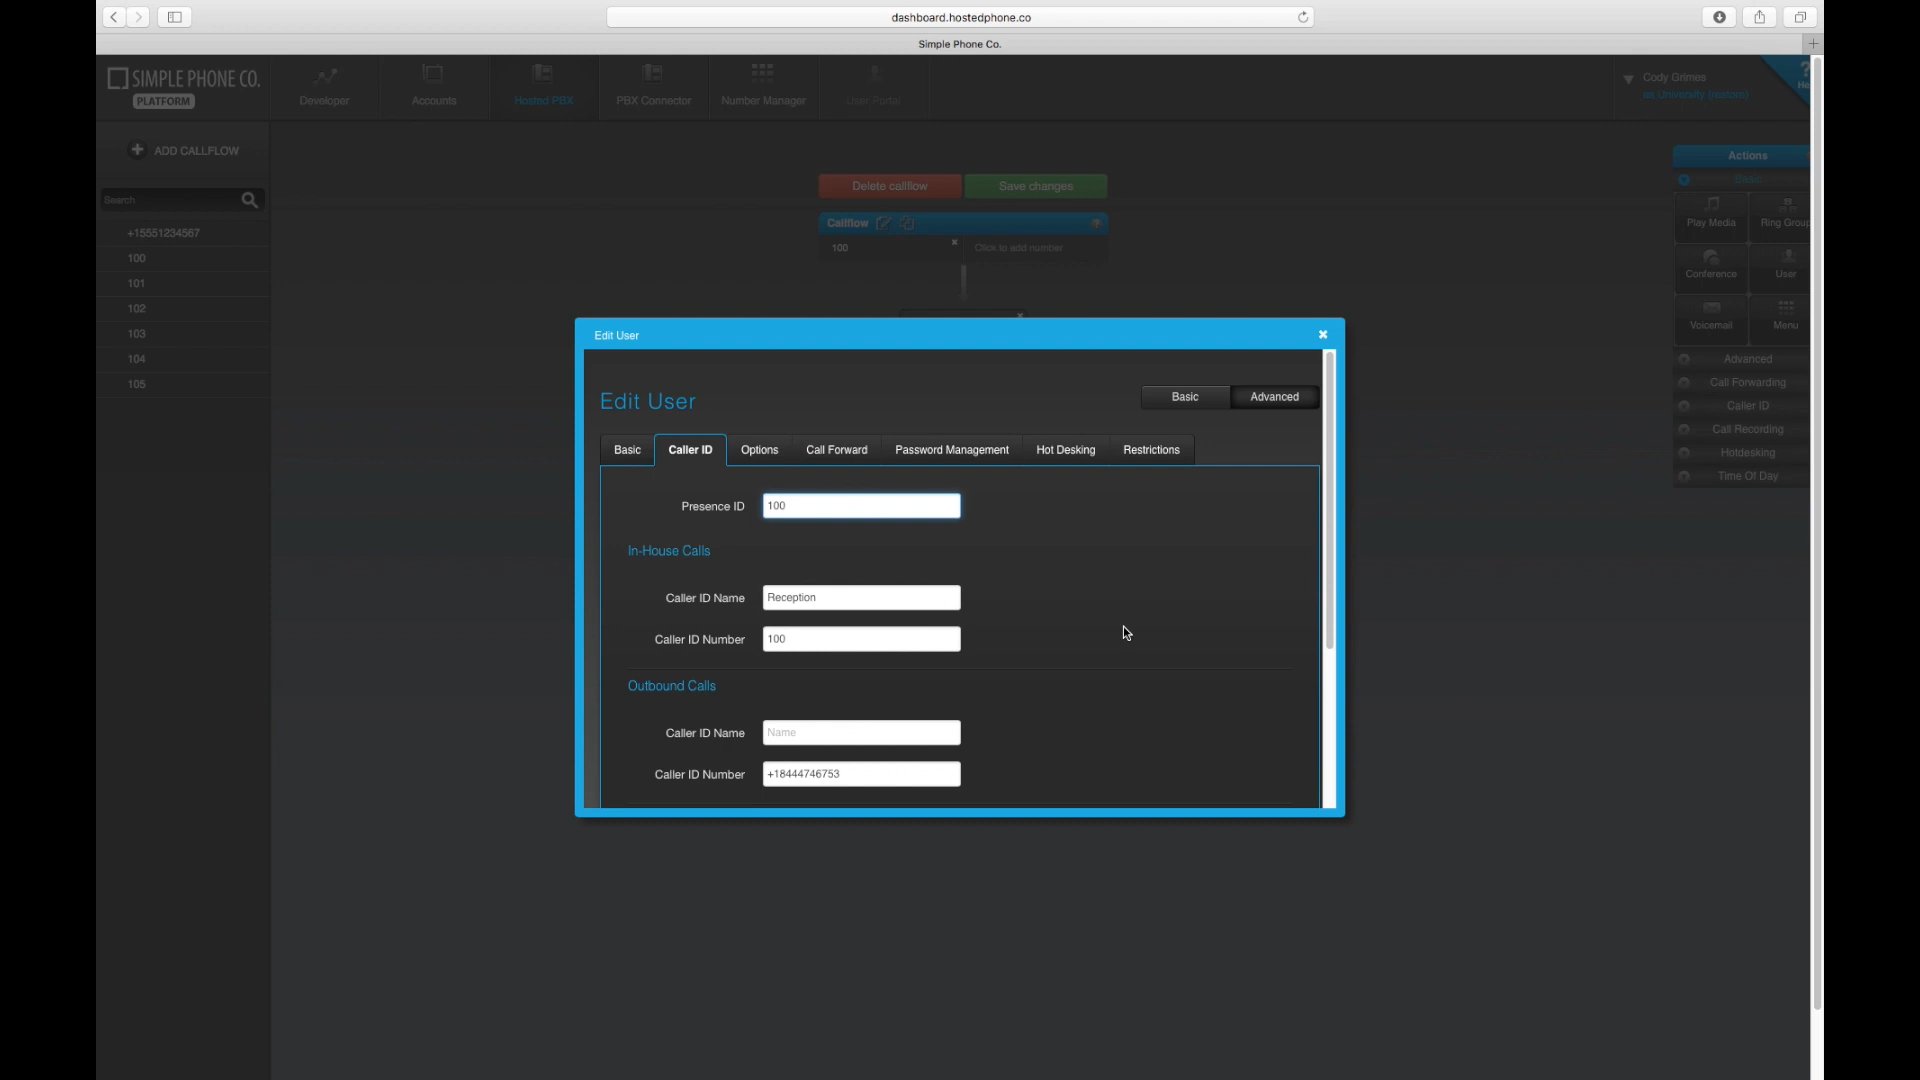 dashboard.hostedphone.co
Simple Phone Co.
SIMPLE PHONE CO.
PLATFORM
Developer
Accounts
Hosted PBX
PBX Connector
Number Manager
User Portal
Cody Grimes
as University (motom)
?
He
ADD CALLFLOW
Search
+15551234567
100
101
102
103
104
105
Delete callflow
Save changes
Callflow
100
Click to add number
Actions
Basic
Play Media
Ring Group
Conference
User
Voicemail
Menu
Advanced
Call Forwarding
Caller ID
Call Recording
Hotdesking
Time Of Day
Edit User
Edit User
Basic
Advanced
Basic
Caller ID
Options
Call Forward
Password Management
Hot Desking
Restrictions
Presence ID
100
In-House Calls
Caller ID Name
Reception
Caller ID Number
100
Outbound Calls
Caller ID Name
Name
Caller ID Number
+18444746753